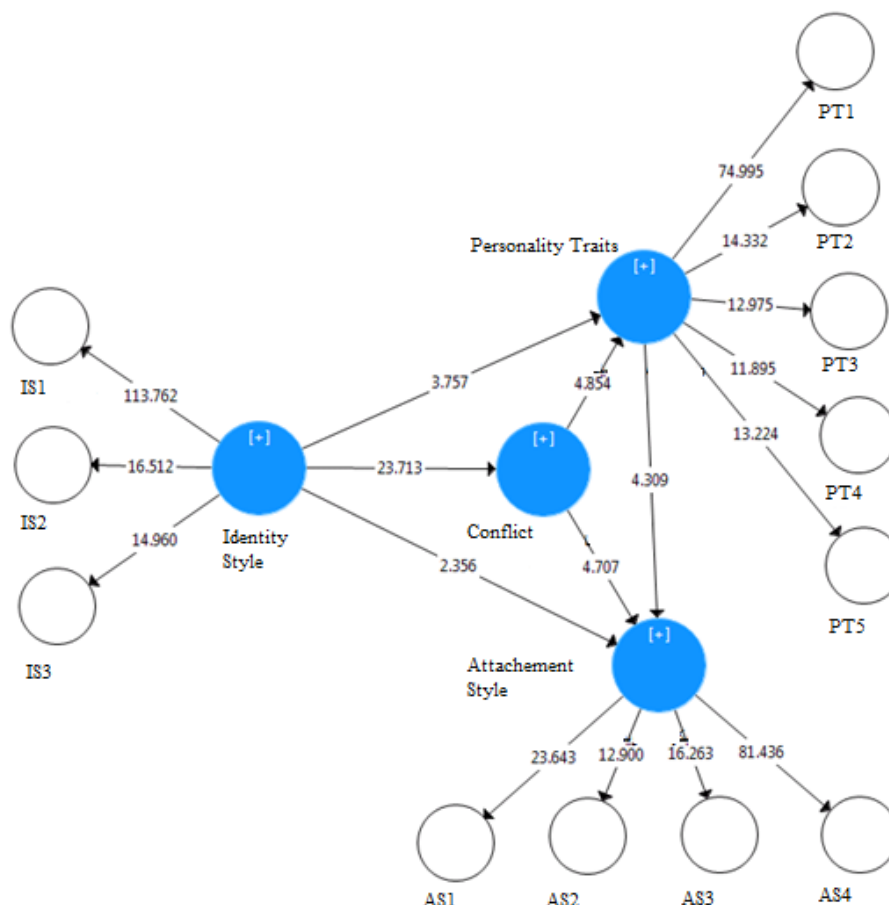 PT1
74.995
PT2
Personality Traits
14.332
[+]
12.975
PT3
IS1
3.757
4.854
11.895
113.762
13.224
[+]
[+]
16.512
23.713
4.309
PT4
IS2
14.960
Identity
Style
Conflict
2.356
4.707
PT5
IS3
[+]
Attachement
Style
23.643
12.900
16.263
81.436
AS1
AS2
AS3
AS4